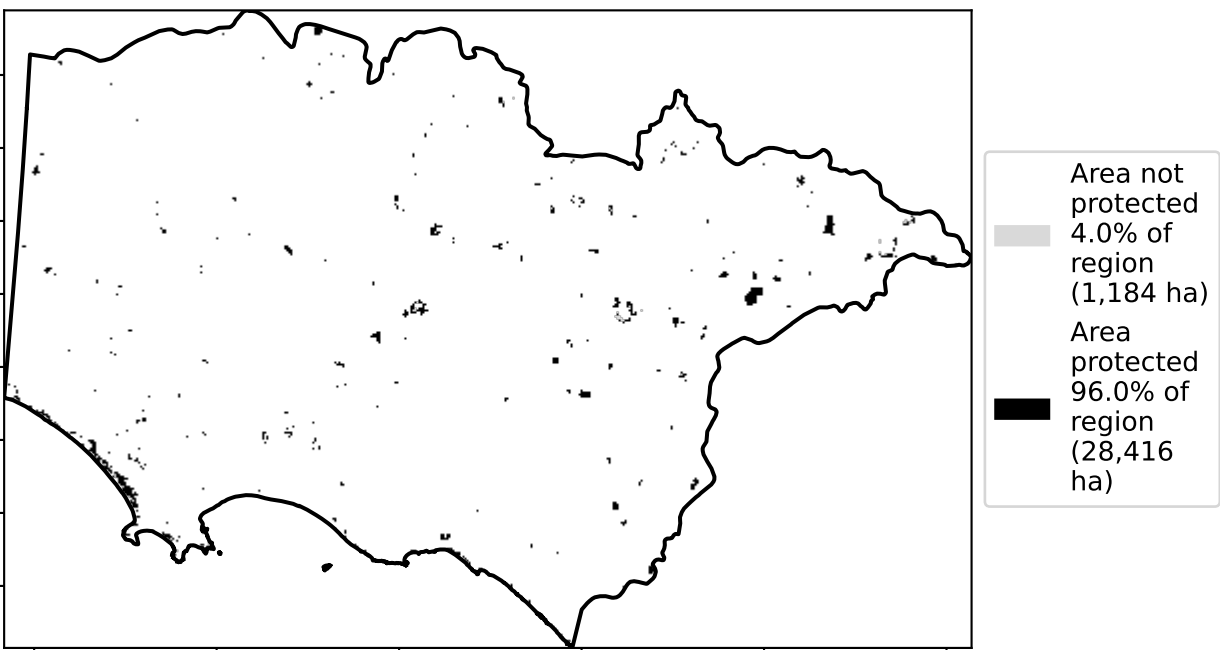 Area not
protected
4.0% of
region
(1,184 ha)
Area
protected
96.0% of
region
(28,416
ha)